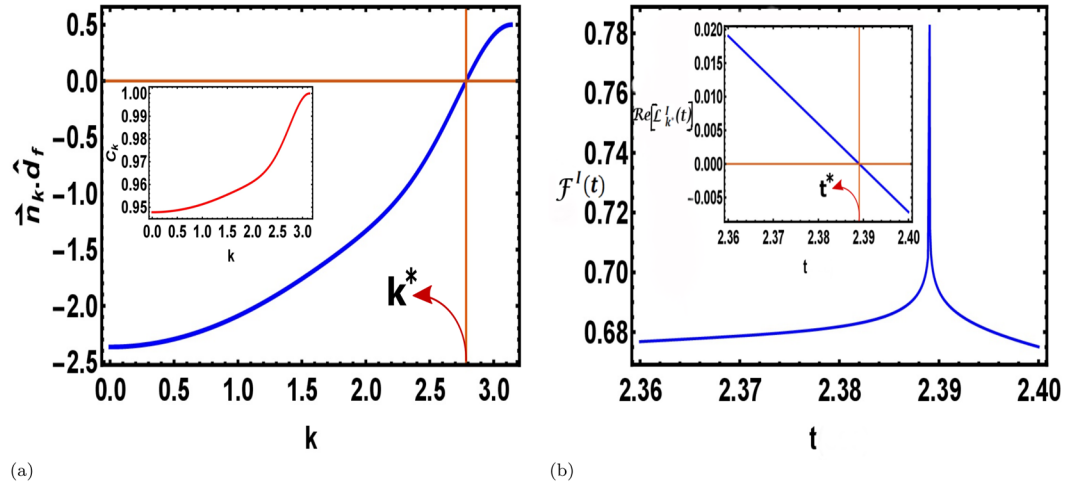 n⃗k.d̂f
0.5
0.0
−0.5
−1.0
−1.5
−2.0
−2.5
0.0 0.5 1.0 1.5 2.0 2.5 3.0
k
k*
Ck
1.00
0.99
0.98
0.97
0.96
0.95
0.0 0.5 1.0 1.5 2.0 2.5 3.0
k
(a)
ℱ^I(t)
0.78
0.76
0.74
0.72
0.70
0.68
2.36 2.37 2.38 2.39 2.40
t
Re[ℒ^I_k*(t)]
0.020
0.015
0.010
0.005
0.000
−0.005
2.36 2.37 2.38 2.39 2.40
t
t*
(b)